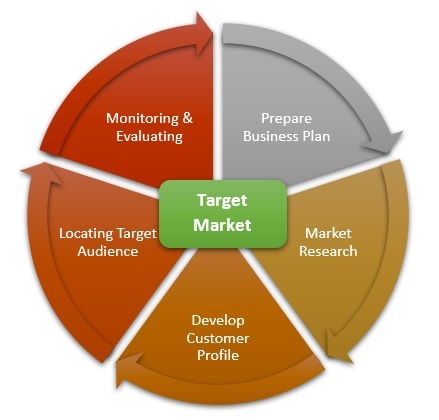 Monitoring &
Evaluating
Prepare
Business Plan
Target
Market
Locating Target
Audience
Market
Research
Develop
Customer
Profile